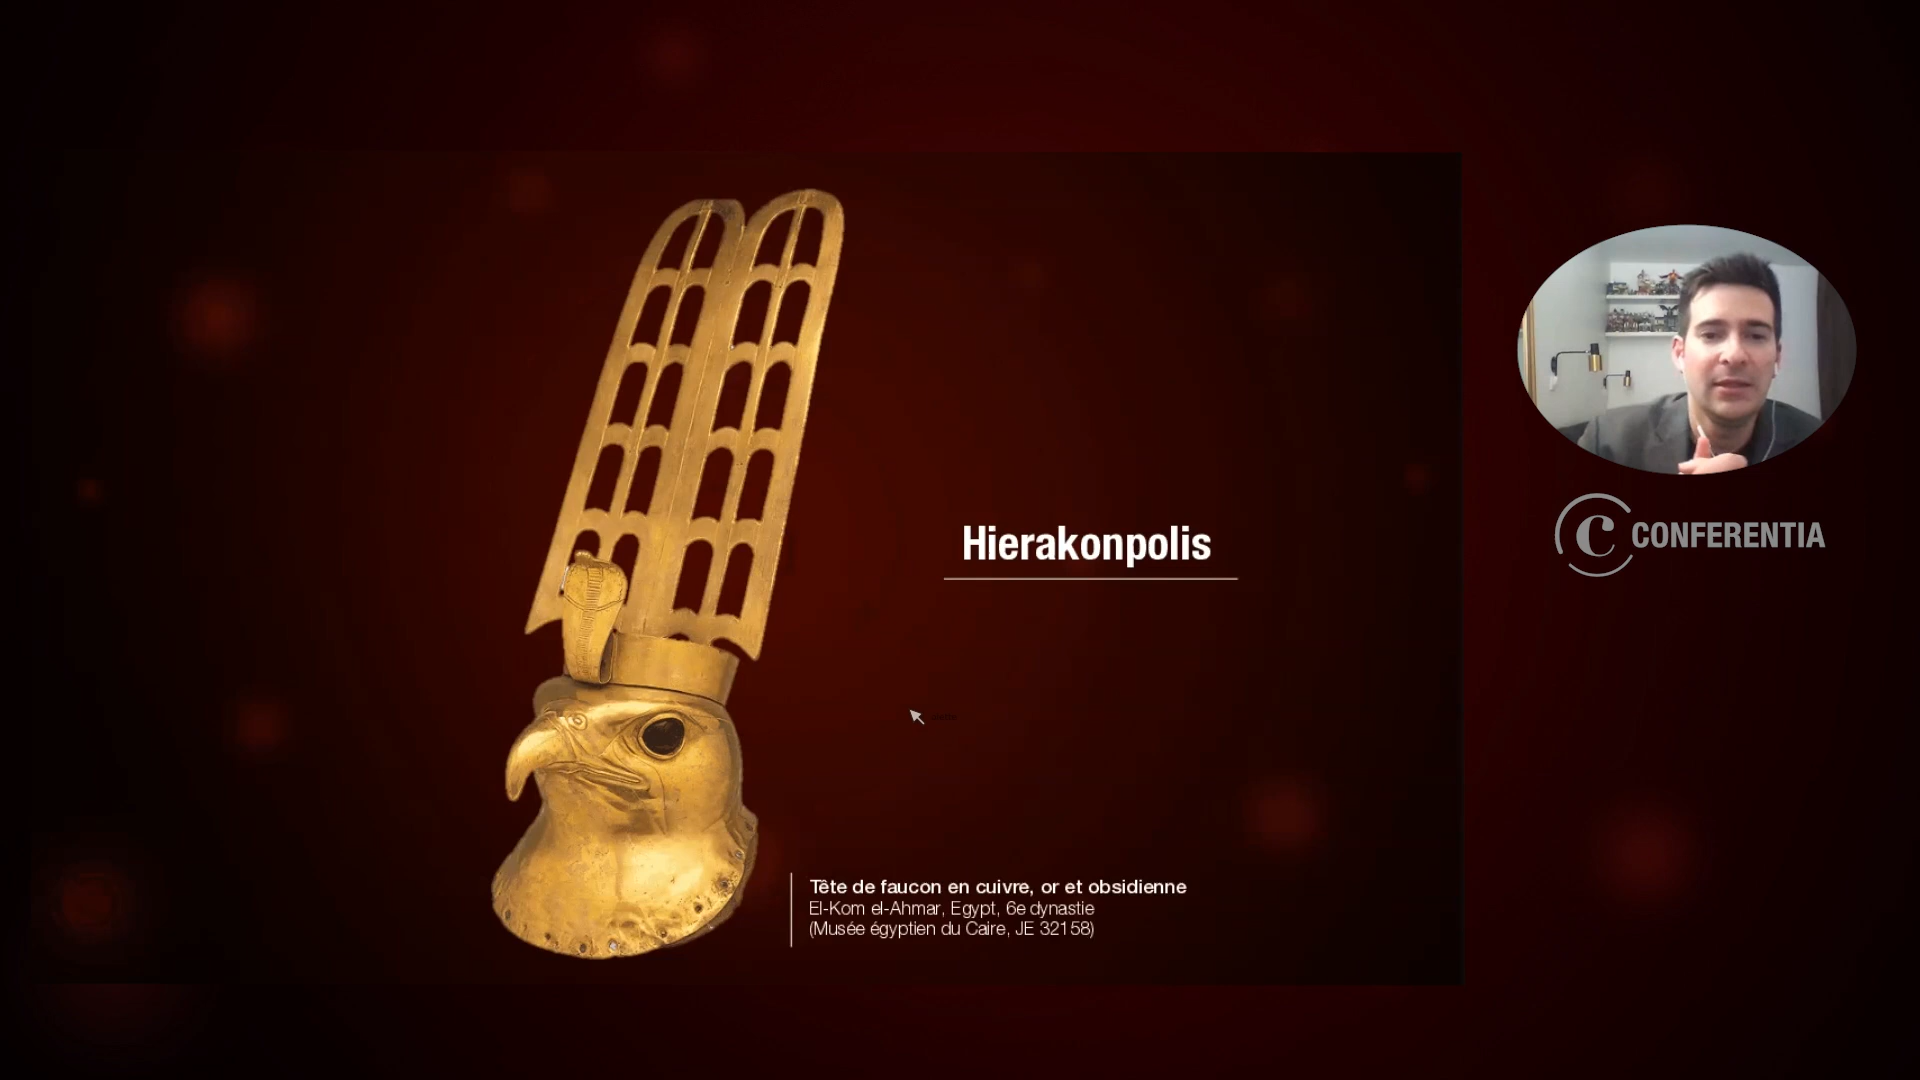 Hierakonpolis
Tête de faucon en cuivre, or et obsidienne
El-Kom el-Ahmar, Egypt, 6e dynastie
(Musée égyptien du Caire, JE 32158)
C CONFERENTIA